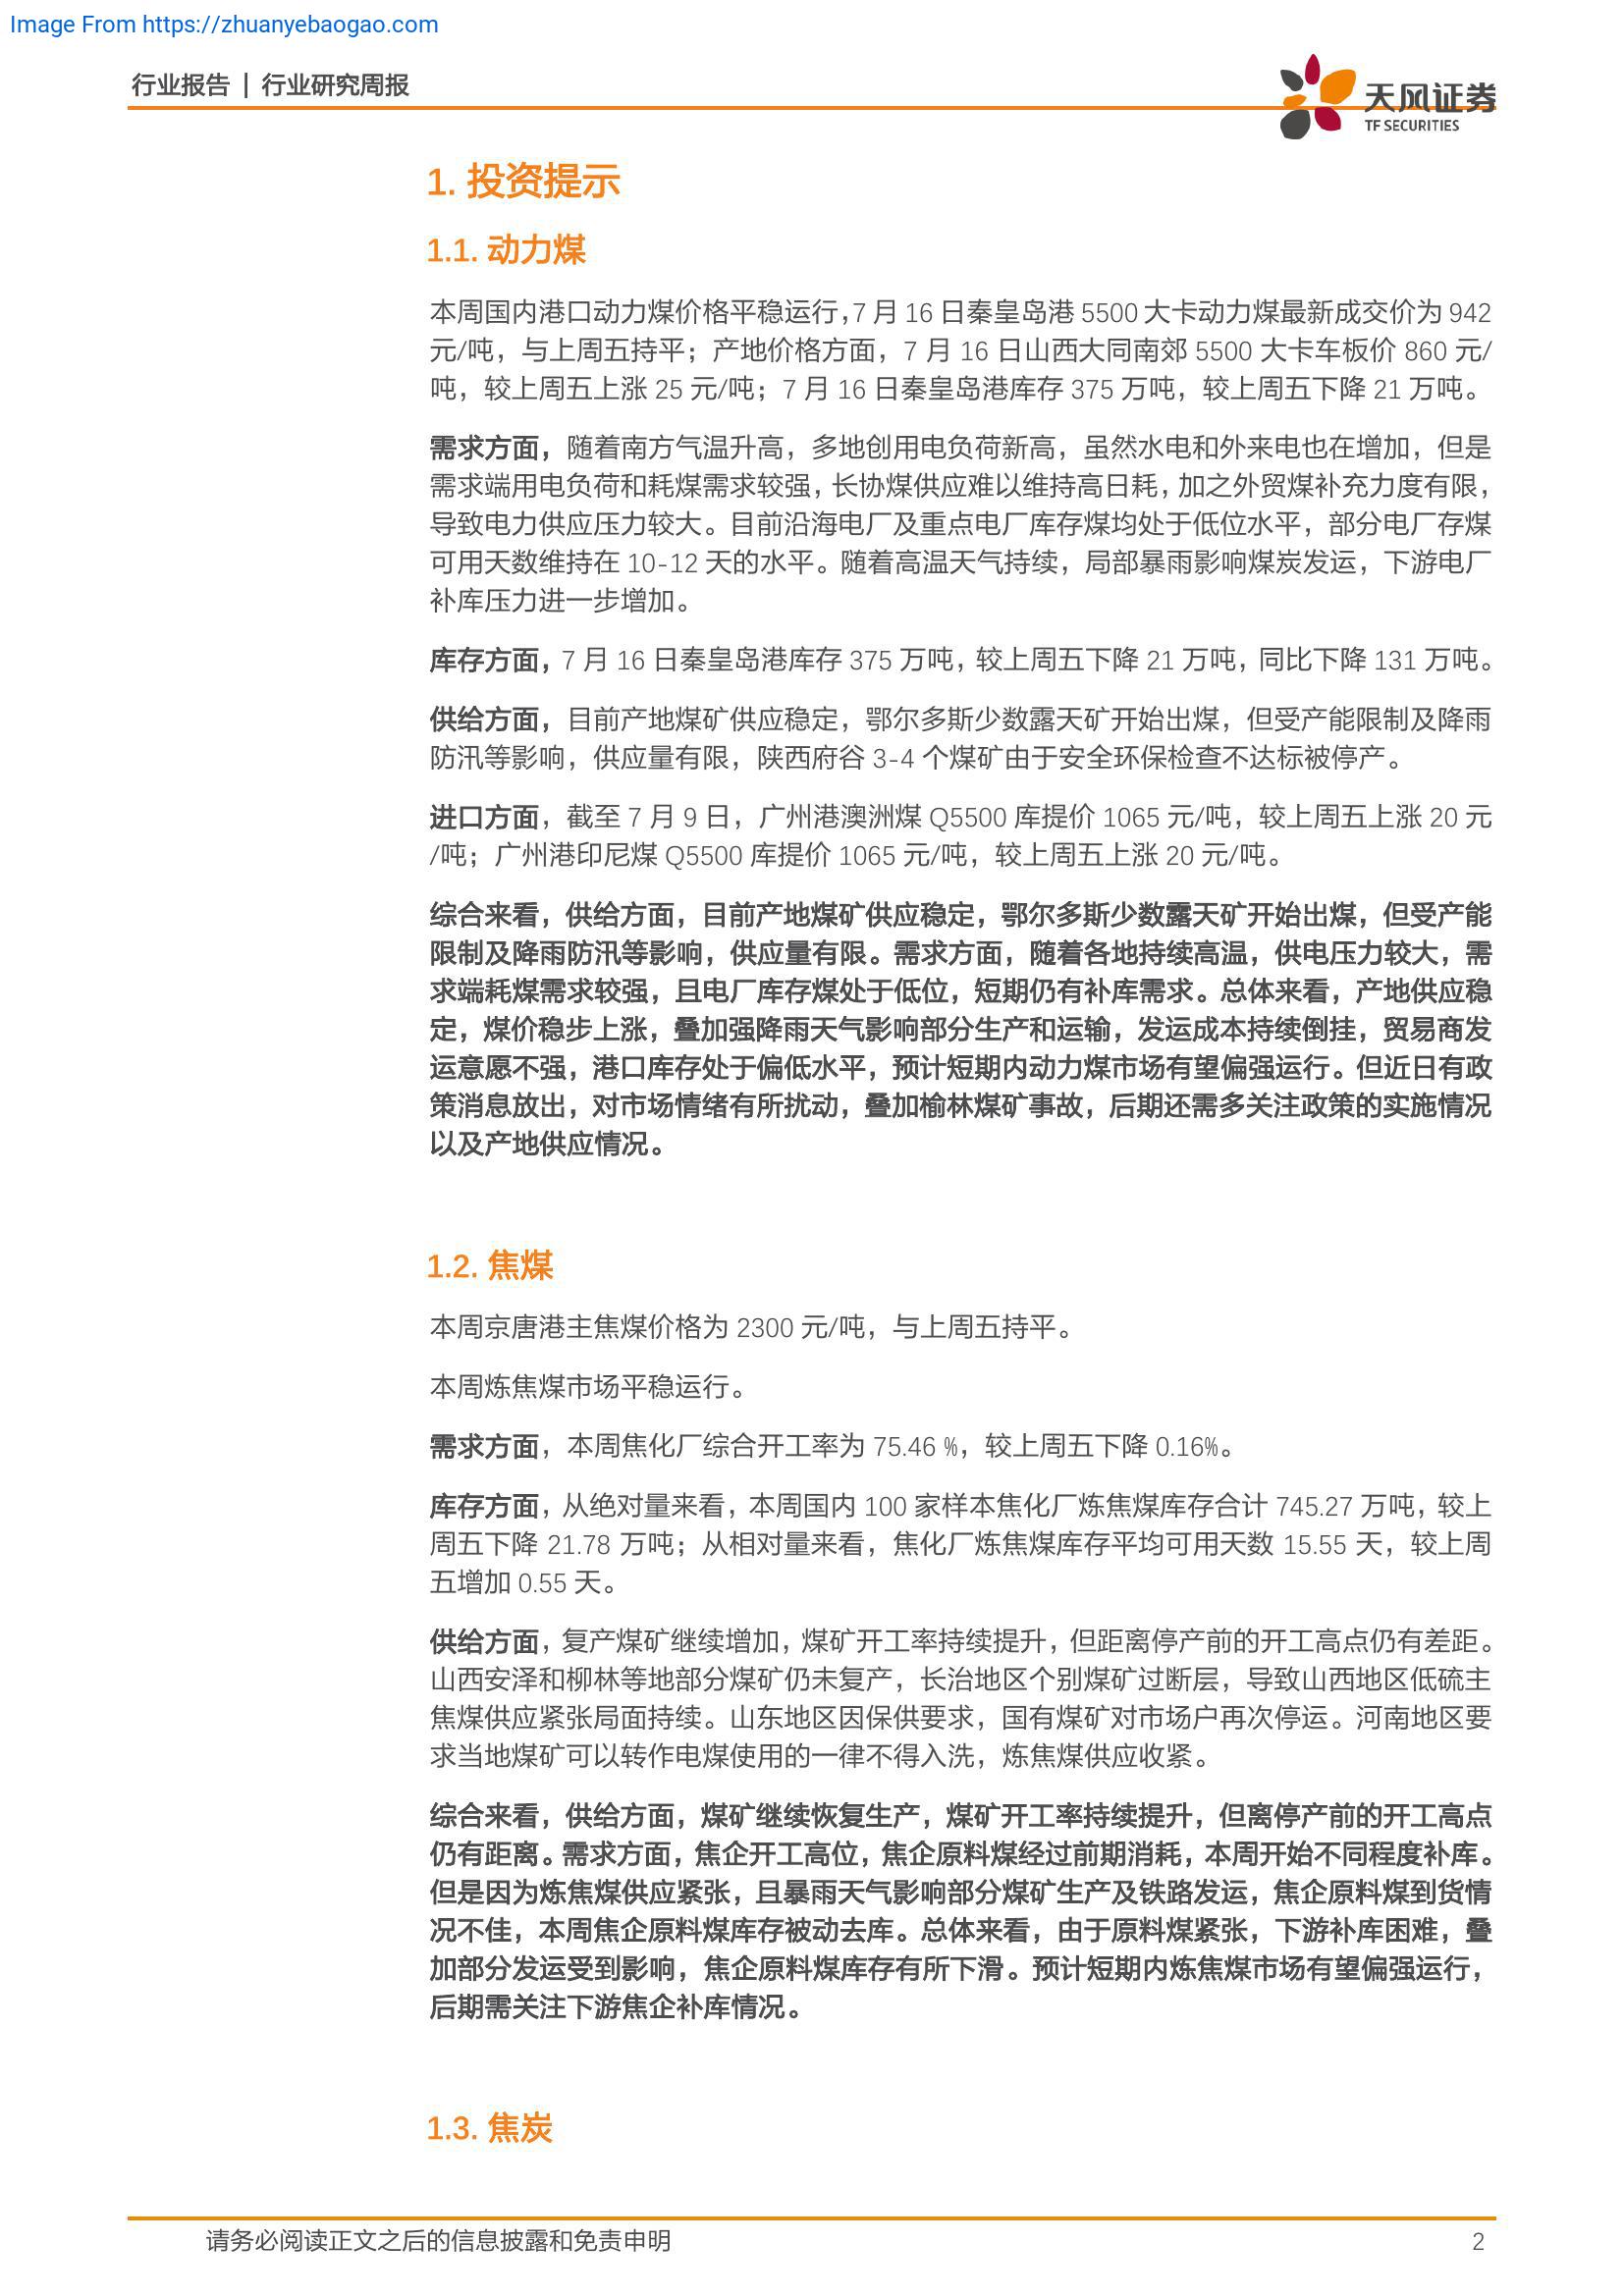 Image From https://zhuanyebaogao.com
行业报告 | 行业研究周报
天风证券
TF SECURITIES
1. 投资提示
1.1. 动力煤
本周国内港口动力煤价格平稳运行，7 月 16 日秦皇岛港 5500 大卡动力煤最新成交价为 942
元/吨，与上周五持平；产地价格方面，7 月 16 日山西大同南郊 5500 大卡车板价 860 元/
吨，较上周五上涨 25 元/吨；7 月 16 日秦皇岛港库存 375 万吨，较上周五下降 21 万吨。
需求方面，随着南方气温升高，多地创用电负荷新高，虽然水电和外来电也在增加，但是
需求端用电负荷和耗煤需求较强，长协煤供应难以维持高日耗，加之外贸煤补充力度有限，
导致电力供应压力较大。目前沿海电厂及重点电厂库存煤均处于低位水平，部分电厂存煤
可用天数维持在 10-12 天的水平。随着高温天气持续，局部暴雨影响煤炭发运，下游电厂
补库压力进一步增加。
库存方面，7 月 16 日秦皇岛港库存 375 万吨，较上周五下降 21 万吨，同比下降 131 万吨。
供给方面，目前产地煤矿供应稳定，鄂尔多斯少数露天矿开始出煤，但受产能限制及降雨
防汛等影响，供应量有限，陕西府谷 3-4 个煤矿由于安全环保检查不达标被停产。
进口方面，截至 7 月 9 日，广州港澳洲煤 Q5500 库提价 1065 元/吨，较上周五上涨 20 元
/吨；广州港印尼煤 Q5500 库提价 1065 元/吨，较上周五上涨 20 元/吨。
综合来看，供给方面，目前产地煤矿供应稳定，鄂尔多斯少数露天矿开始出煤，但受产能
限制及降雨防汛等影响，供应量有限。需求方面，随着各地持续高温，供电压力较大，需
求端耗煤需求较强，且电厂库存煤处于低位，短期仍有补库需求。总体来看，产地供应稳
定，煤价稳步上涨，叠加强降雨天气影响部分生产和运输，发运成本持续倒挂，贸易商发
运意愿不强，港口库存处于偏低水平，预计短期内动力煤市场有望偏强运行。但近日有政
策消息放出，对市场情绪有所扰动，叠加榆林煤矿事故，后期还需多关注政策的实施情况
以及产地供应情况。
1.2. 焦煤
本周京唐港主焦煤价格为 2300 元/吨，与上周五持平。
本周炼焦煤市场平稳运行。
需求方面，本周焦化厂综合开工率为 75.46 %，较上周五下降 0.16%。
库存方面，从绝对量来看，本周国内 100 家样本焦化厂炼焦煤库存合计 745.27 万吨，较上
周五下降 21.78 万吨；从相对量来看，焦化厂炼焦煤库存平均可用天数 15.55 天，较上周
五增加 0.55 天。
供给方面，复产煤矿继续增加，煤矿开工率持续提升，但距离停产前的开工高点仍有差距。
山西安泽和柳林等地部分煤矿仍未复产，长治地区个别煤矿过断层，导致山西地区低硫主
焦煤供应紧张局面持续。山东地区因保供要求，国有煤矿对市场户再次停运。河南地区要
求当地煤矿可以转作电煤使用的一律不得入洗，炼焦煤供应收紧。
综合来看，供给方面，煤矿继续恢复生产，煤矿开工率持续提升，但离停产前的开工高点
仍有距离。需求方面，焦企开工高位，焦企原料煤经过前期消耗，本周开始不同程度补库。
但是因为炼焦煤供应紧张，且暴雨天气影响部分煤矿生产及铁路发运，焦企原料煤到货情
况不佳，本周焦企原料煤库存被动去库。总体来看，由于原料煤紧张，下游补库困难，叠
加部分发运受到影响，焦企原料煤库存有所下滑。预计短期内炼焦煤市场有望偏强运行，
后期需关注下游焦企补库情况。
1.3. 焦炭
请务必阅读正文之后的信息披露和免责申明
2